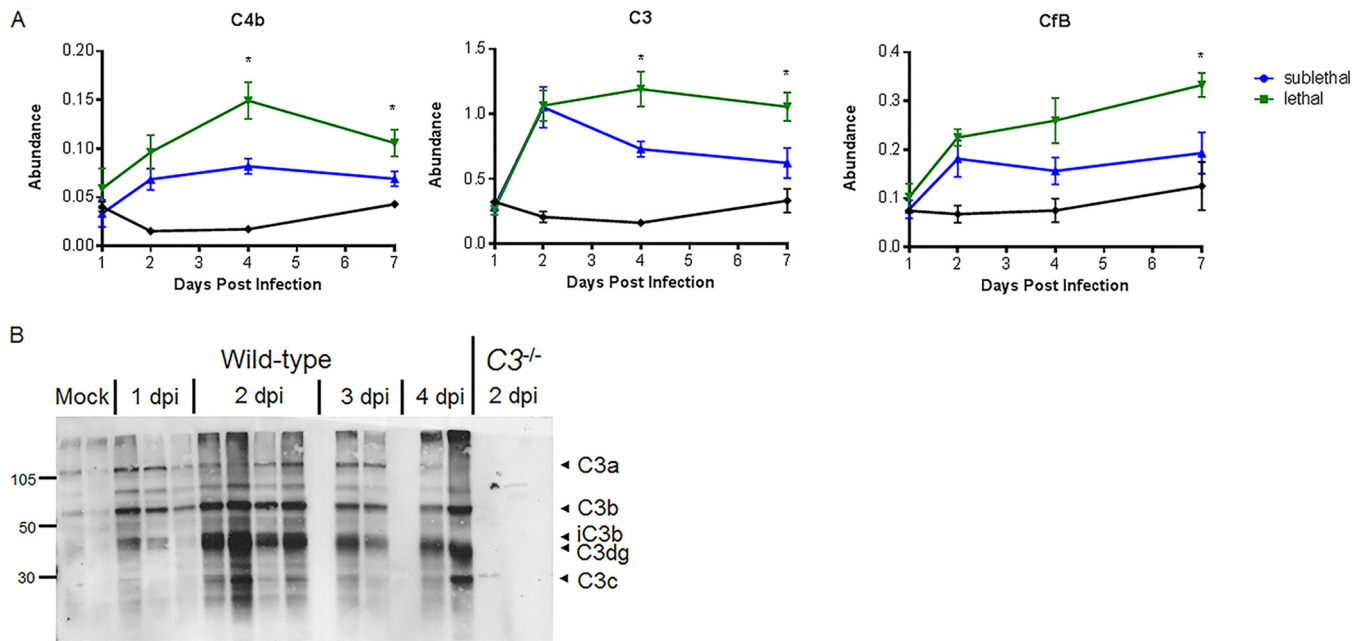 A
C4b
C3
CfB
0.20
0.15
0.10
0.05
0.00
Abundance
*
*
1 2 3 4 5 6 7
Days Post Infection
1.5
1.0
0.5
0.0
Abundance
*
*
1 2 3 4 5 6 7
Days Post Infection
0.4
0.3
0.2
0.1
0.0
Abundance
*
1 2 3 4 5 6 7
Days Post Infection
sublethal
lethal
B
Wild-type
C3-/-
Mock 1 dpi 2 dpi 3 dpi 4 dpi 2 dpi
105
50
30
C3a
C3b
iC3b
C3dg
C3c